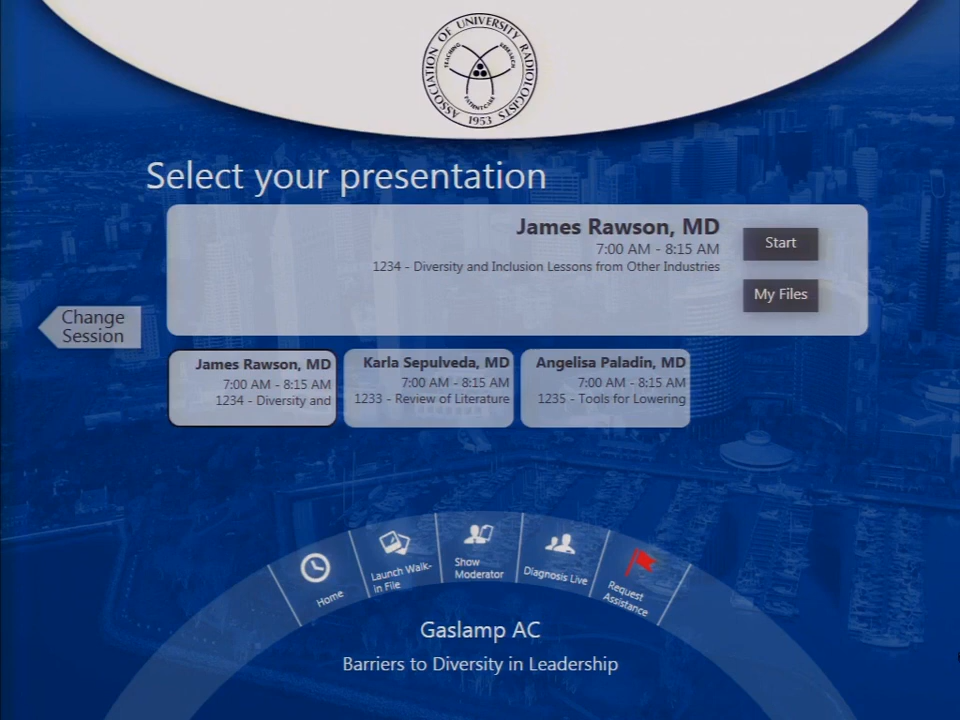 ASSOCIATION OF UNIVERSITY RADIOLOGISTS
TEACHING
RESEARCH
PATIENT CARE
1953
Select your presentation
James Rawson, MD
7:00 AM - 8:15 AM
1234 - Diversity and Inclusion Lessons from Other Industries
Start
My Files
Change
Session
James Rawson, MD
7:00 AM - 8:15 AM
1234 - Diversity and
Karla Sepulveda, MD
7:00 AM - 8:15 AM
1233 - Review of Literature
Angelisa Paladin, MD
7:00 AM - 8:15 AM
1235 - Tools for Lowering
Home
Launch Walk-
in File
Show
Moderator
Diagnosis Live
Request
Assistance
Gaslamp AC
Barriers to Diversity in Leadership